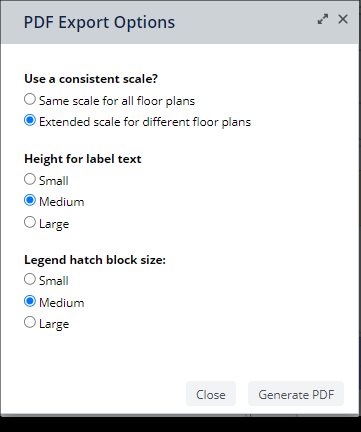 PDF Export Options
Use a consistent scale?
Same scale for all floor plans
Extended scale for different floor plans
Height for label text
Small
Medium
Large
Legend hatch block size:
Small
Medium
Large
Close Generate PDF